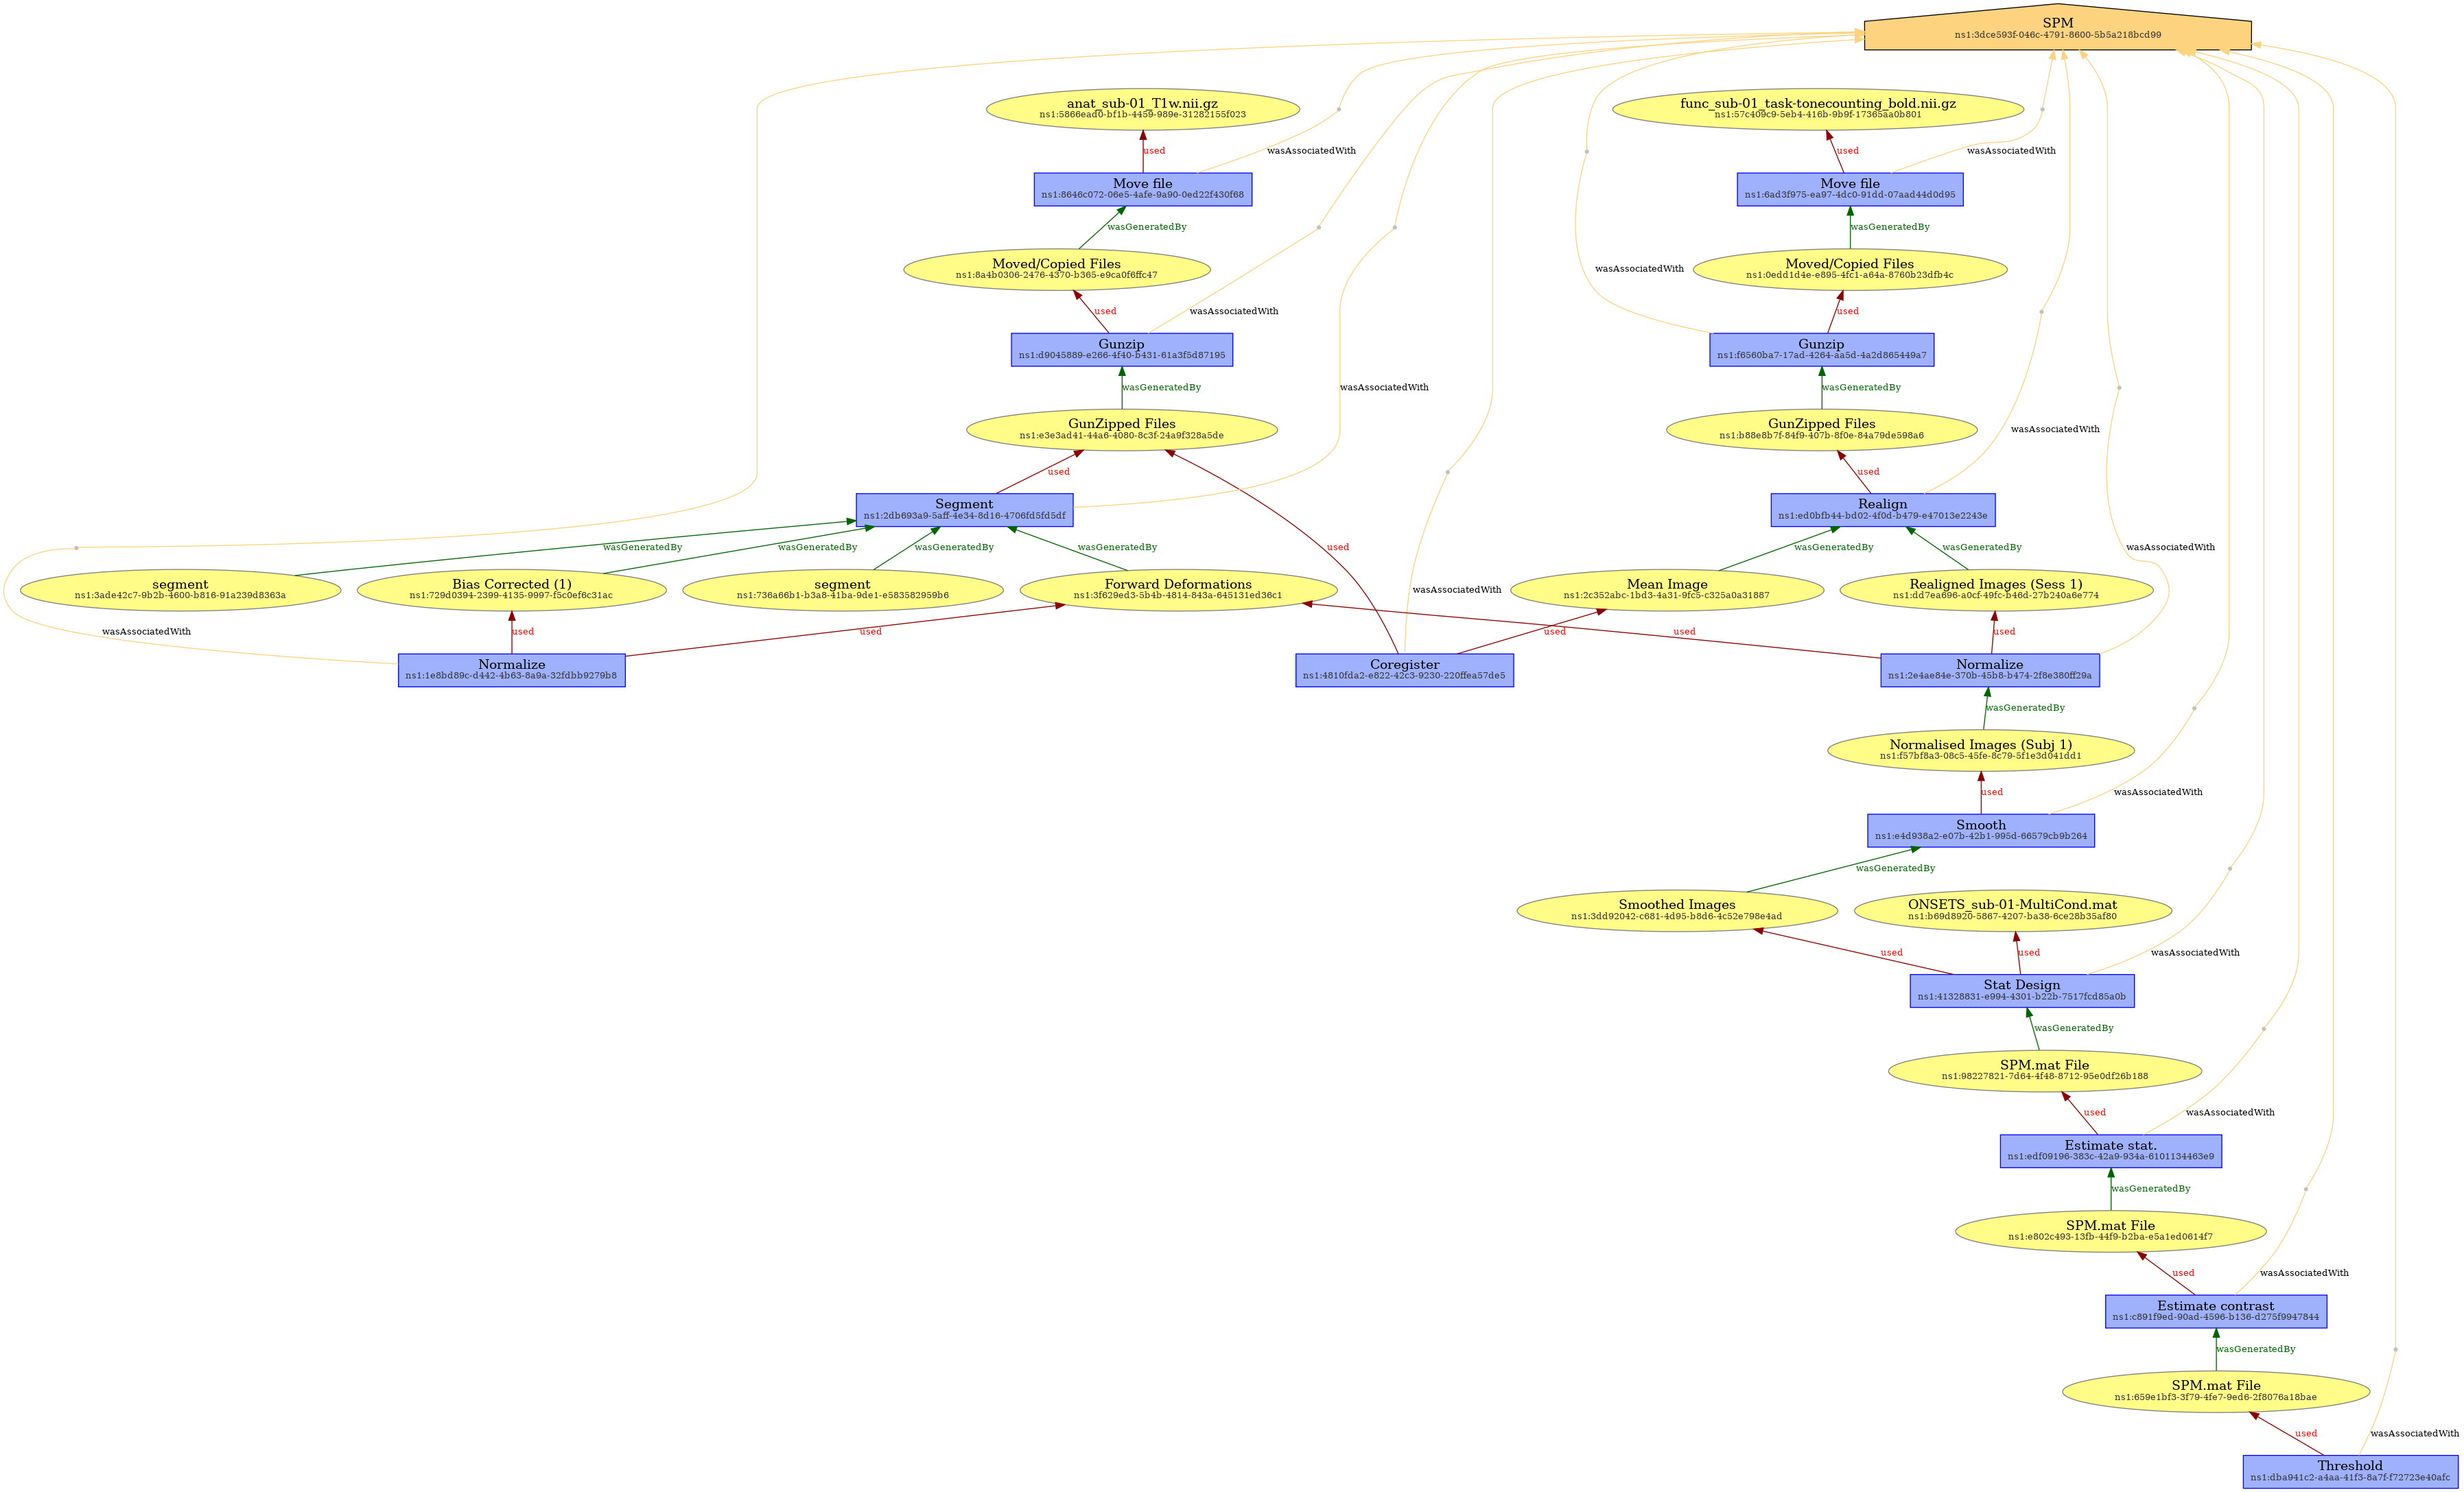 SPM
ns1:3dce593f-046c-4791-8600-5b5a218bcd99
anat_sub-01_T1w.nii.gz
ns1:5866ead0-bf1b-4459-989e-31282155f023
func_sub-01_task-tonecounting_bold.nii.gz
ns1:57c409c9-5eb4-416b-9b9f-17365aa0b801
used
wasAssociatedWith
used
wasAssociatedWith
Move file
ns1:8646c072-06e5-4afe-9a90-0ed22f430f68
Move file
ns1:6ad3f975-ea97-4dc0-91dd-07aad44d0d95
wasGeneratedBy
wasGeneratedBy
Moved/Copied Files
ns1:8a4b0306-2476-4370-b365-e9ca0f6ffc47
wasAssociatedWith
Moved/Copied Files
ns1:0edd1d4e-e895-4fc1-a64a-8760b23dfb4c
used
wasAssociatedWith
used
Gunzip
ns1:d9045889-e266-4f40-b431-61a3f5d87195
Gunzip
ns1:f6560ba7-17ad-4264-aa5d-4a2d865449a7
wasGeneratedBy
wasAssociatedWith
wasGeneratedBy
GunZipped Files
ns1:e3e3ad41-44a6-4080-8c3f-24a9f328a5de
GunZipped Files
ns1:b88e8b7f-84f9-407b-8f0e-84a79de598a6
wasAssociatedWith
used
used
Segment
ns1:2db693a9-5aff-4e34-8d16-4706fd5fd5df
Realign
ns1:ed0bfb44-bd02-4f0d-b479-e47013e2243e
wasGeneratedBy
wasGeneratedBy
wasGeneratedBy
wasGeneratedBy
used
wasGeneratedBy
wasGeneratedBy
wasAssociatedWith
segment
ns1:3ade42c7-9b2b-4600-b816-91a239d8363a
Bias Corrected (1)
ns1:729d0394-2399-4135-9997-f5c0ef6c31ac
segment
ns1:736a66b1-b3a8-41ba-9de1-e583582959b6
Forward Deformations
ns1:3f629ed3-5b4b-4814-843a-645131ed36c1
wasAssociatedWith
Mean Image
ns1:2c352abc-1bd3-4a31-9fc5-c325a0a31887
Realigned Images (Sess 1)
ns1:dd7ea696-a0cf-49fc-b46d-27b240a6e774
wasAssociatedWith
used
used
used
used
used
Normalize
ns1:1e8bd89c-d442-4b63-8a9a-32fdbb9279b8
Coregister
ns1:4810fda2-e822-42c3-9230-220ffea57de5
Normalize
ns1:2e4ae84e-370b-45b8-b474-2f8e380ff29a
wasGeneratedBy
Normalised Images (Subj 1)
ns1:f57bf8a3-08c5-45fe-8c79-5f1e3d041dd1
used
wasAssociatedWith
Smooth
ns1:e4d938a2-e07b-42b1-995d-66579cb9b264
wasGeneratedBy
Smoothed Images
ns1:3dd92042-c681-4d95-b8d6-4c52e798e4ad
ONSETS_sub-01-MultiCond.mat
ns1:b69d8920-5867-4207-ba38-6ce28b35af80
used
used
wasAssociatedWith
Stat Design
ns1:41328831-e994-4301-b22b-7517fcd85a0b
wasGeneratedBy
SPM.mat File
ns1:98227821-7d64-4f48-8712-95e0df26b188
used
wasAssociatedWith
Estimate stat.
ns1:edf09196-383c-42a9-934a-6101134463e9
wasGeneratedBy
SPM.mat File
ns1:e802c493-13fb-44f9-b2ba-e5a1ed0614f7
used
wasAssociatedWith
Estimate contrast
ns1:c891f9ed-90ad-4596-b136-d275f9947844
wasGeneratedBy
SPM.mat File
ns1:659e1bf3-3f79-4fe7-9ed6-2f8076a18bae
used
wasAssociatedWith
Threshold
ns1:dba941c2-a4aa-41f3-8a7f-f72723e40afc